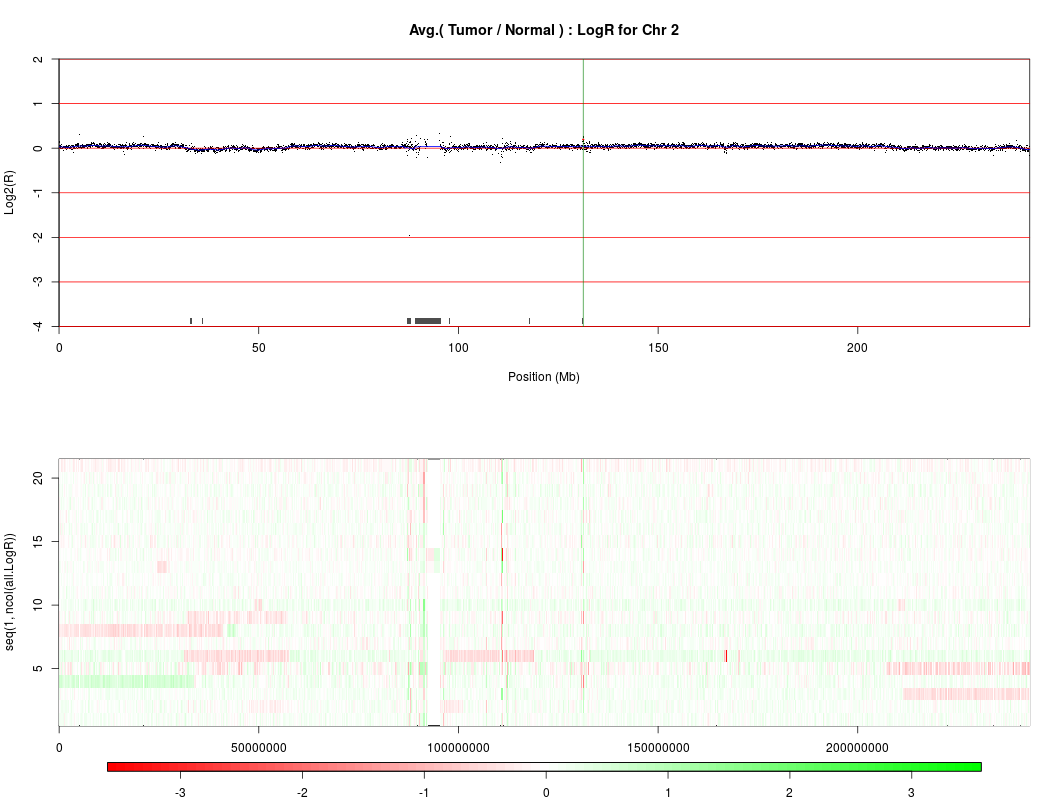 Avg.( Tumor / Normal ) : LogR for Chr 2
2
1
0
-1
-2
-3
-4
Log2(R)
0 50 100 150 200
Position (Mb)
20
15
10
5
seq(1, ncol(all.LogR))
0 50000000 100000000 150000000 200000000
-3 -2 -1 0 1 2 3